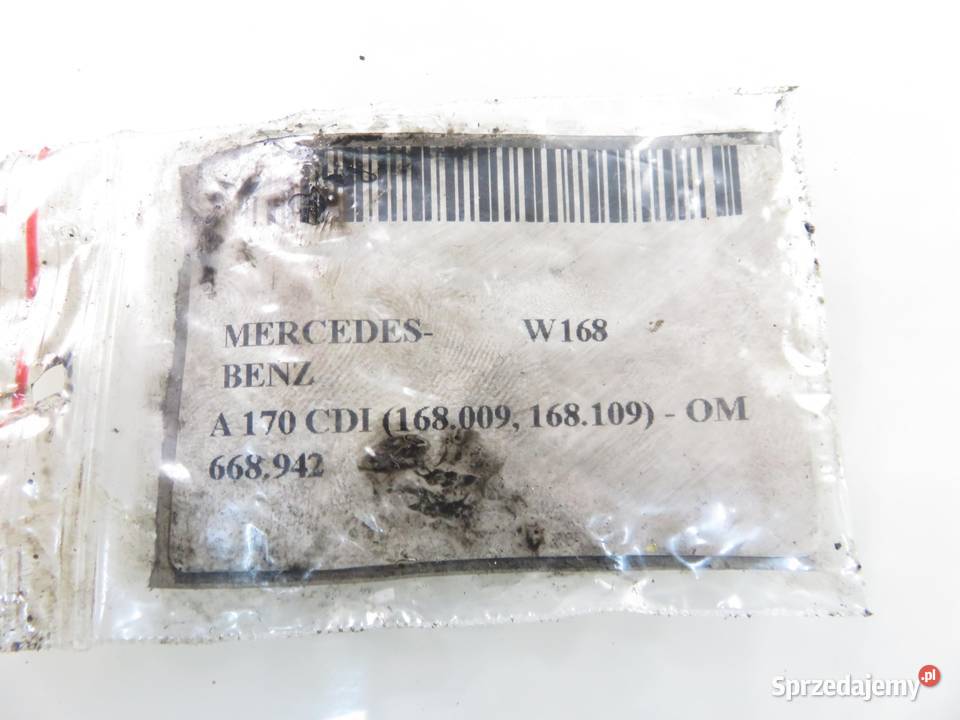 MERCEDES- W168
BENZ
A 170 CDI (168.009, 168.109) - OM
668.942
Sprzedajemy.pl